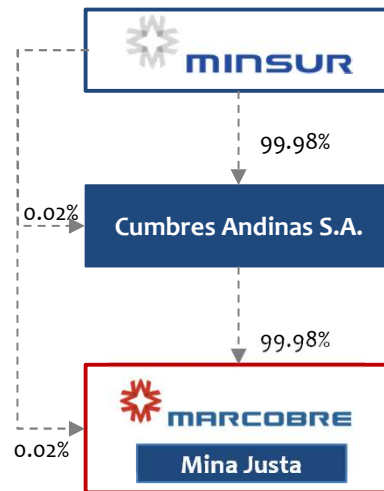 MINSUR
99.98%
0.02%
Cumbres Andinas S.A.
99.98%
MARCOBRE
0.02%
Mina Justa